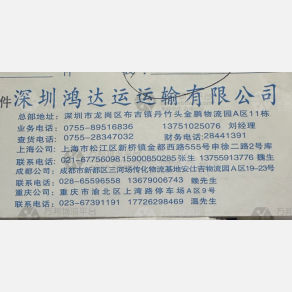 件 深圳鸿达运运输有限公司
总部地址：深圳市龙岗区布吉镇丹竹头金鹏物流园A区11栋
业务电话：0755-89516836 13751025076 刘经理
查货电话：0755-28347032 财务电话：28441391
上海公司：上海市松江区新桥镇金都西路555号申徐二路2号库
联系电话：021-67756098 15900850285 张生 13755913776 魏生
成都公司：成都市新都区三河场传化物流基地安仕吉物流园A区19-23号
联系电话：028-65596558 13679006743 赖先生
重庆公司：重庆市渝北区上湾路停车场A区9号
联系电话：023-67391191 17726298469 温先生